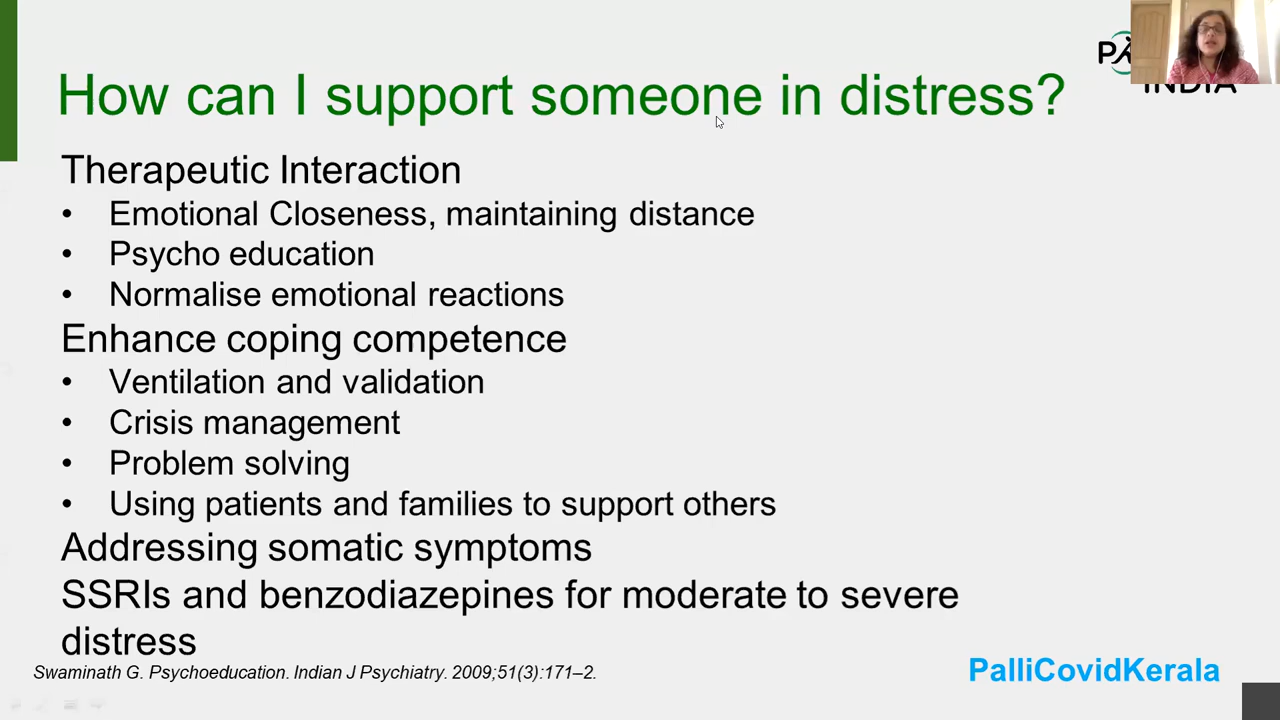 How can I support someone in distress?
Therapeutic Interaction
• Emotional Closeness, maintaining distance
• Psycho education
• Normalise emotional reactions
Enhance coping competence
• Ventilation and validation
• Crisis management
• Problem solving
• Using patients and families to support others
Addressing somatic symptoms
SSRIs and benzodiazepines for moderate to severe
distress
Swaminath G. Psychoeducation. Indian J Psychiatry. 2009;51(3):171–2.
PalliCovidKerala
INDIA